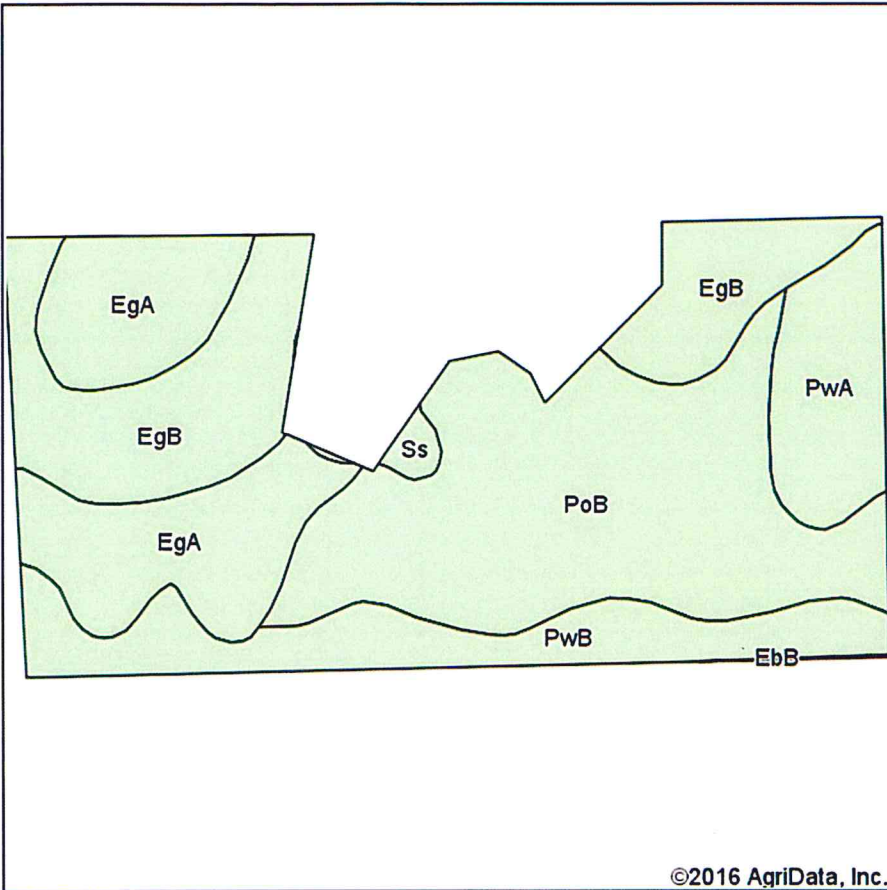 EgA
EgB
PwA
EgB
Ss
PoB
EgA
PwB
EbB
©2016 AgriData, Inc.